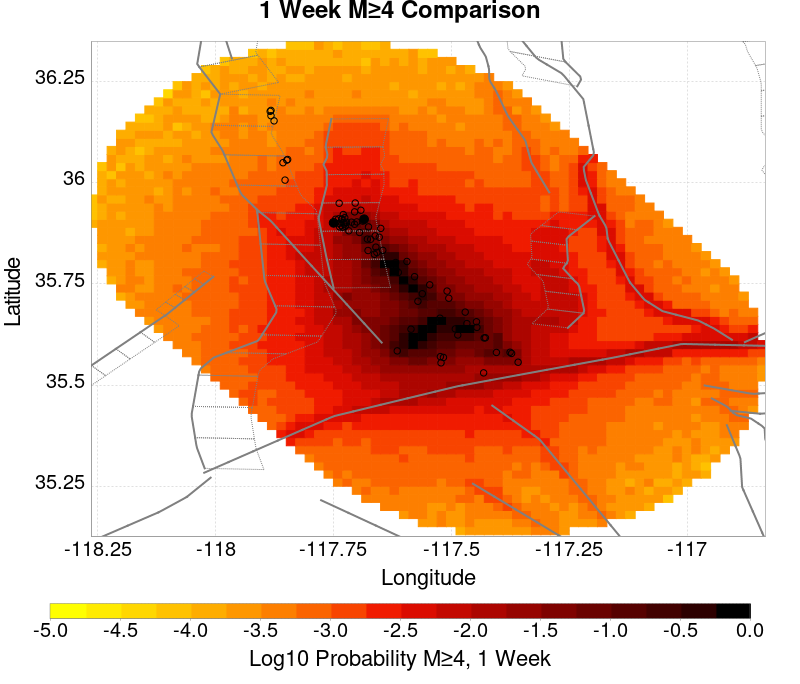 1 Week M≥4 Comparison
36.25
36
35.75
35.5
35.25
Latitude
-118.25 -118 -117.75 -117.5 -117.25 -117
Longitude
-5.0 -4.5 -4.0 -3.5 -3.0 -2.5 -2.0 -1.5 -1.0 -0.5 0.0
Log10 Probability M≥4, 1 Week